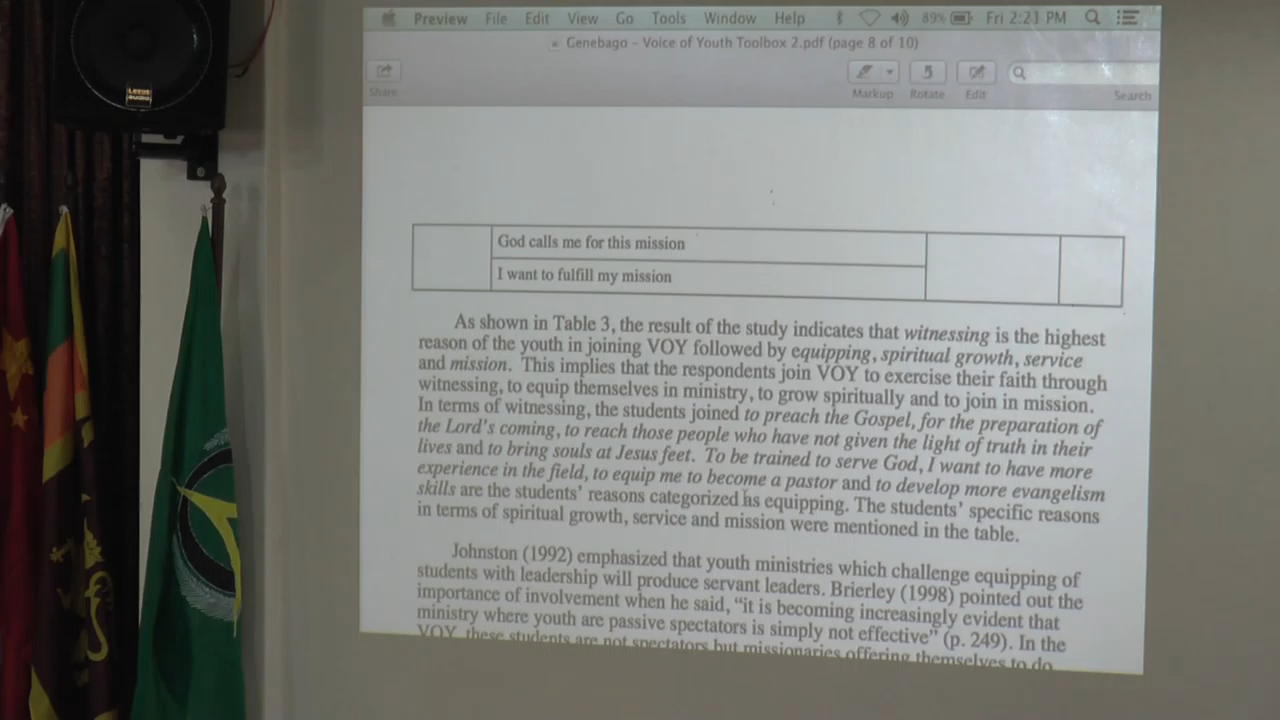 Preview File Edit View Go Tools Window Help 89% Fri 2:21 PM
Genebago - Voice of Youth Toolbox 2.pdf (page 8 of 10)
Share Markup Rotate Edit Search
God calls me for this mission
I want to fulfill my mission
As shown in Table 3, the result of the study indicates that witnessing is the highest
reason of the youth in joining VOY followed by equipping, spiritual growth, service
and mission. This implies that the respondents join VOY to exercise their faith through
witnessing, to equip themselves in ministry, to grow spiritually and to join in mission.
In terms of witnessing, the students joined to preach the Gospel, for the preparation of
the Lord's coming, to reach those people who have not given the light of truth in their
lives and to bring souls at Jesus feet. To be trained to serve God, I want to have more
experience in the field, to equip me to become a pastor and to develop more evangelism
skills are the students' reasons categorized as equipping. The students' specific reasons
in terms of spiritual growth, service and mission were mentioned in the table.
Johnston (1992) emphasized that youth ministries which challenge equipping of
students with leadership will produce servant leaders. Brierley (1998) pointed out the
importance of involvement when he said, "it is becoming increasingly evident that
ministry where youth are passive spectators is simply not effective" (p. 249). In the
VOY, these students are not spectators but missionaries offering themselves to do